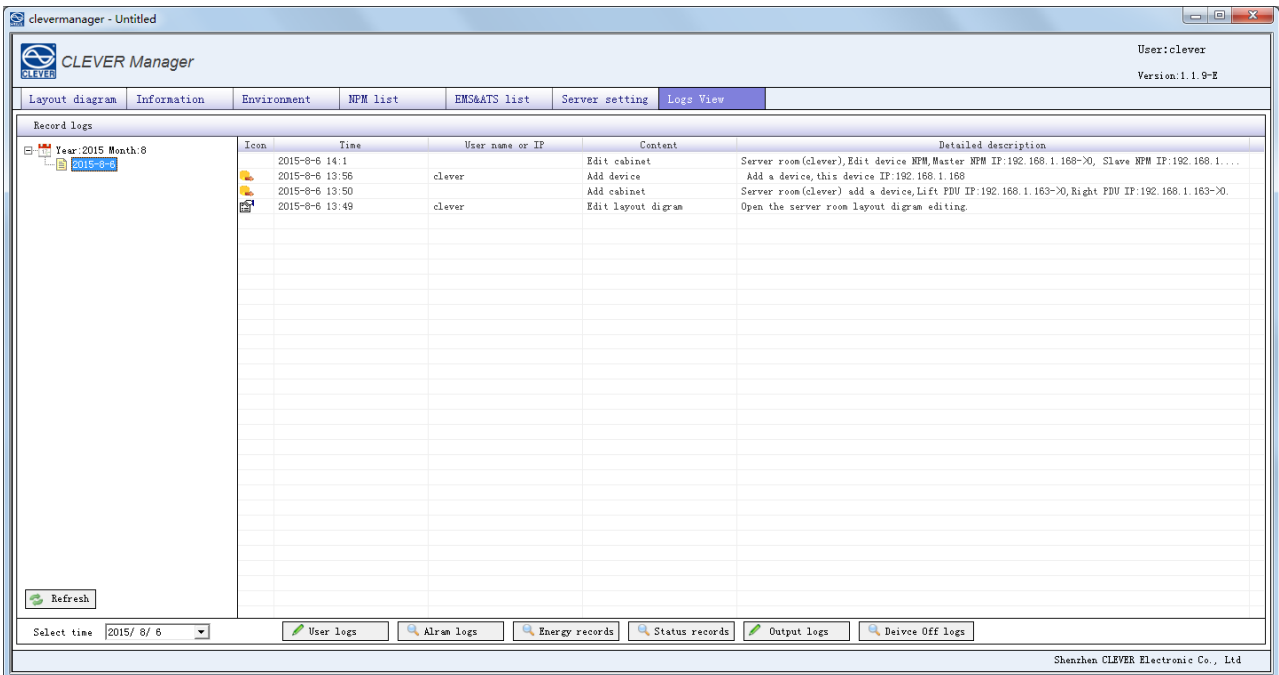 clevermanager - Untitled
CLEVER
CLEVER Manager
User:clever
Version:1.1.9-E
Layout diagram Information Environment NPM list EMS&ATS list Server setting Logs View
Record logs
Year:2015 Month:8
2015-8-6
Icon Time User name or IP Content Detailed description
2015-8-6 14:1 Edit cabinet Server room(clever),Edit device NPM,Master NPM IP:192.168.1.168->0, Slave NPM IP:192.168.1....
2015-8-6 13:56 clever Add device Add a device,this device IP:192.168.1.168
2015-8-6 13:50 Add cabinet Server room(clever) add a device,Lift PDU IP:192.168.1.163->0,Right PDU IP:192.168.1.163->0.
2015-8-6 13:49 clever Edit layout digram Open the server room layout digram editing.
Refresh
Select time 2015/ 8/ 6 User logs Alram logs Energy records Status records Output logs Deivce Off logs
Shenzhen CLEVER Electronic Co., Ltd